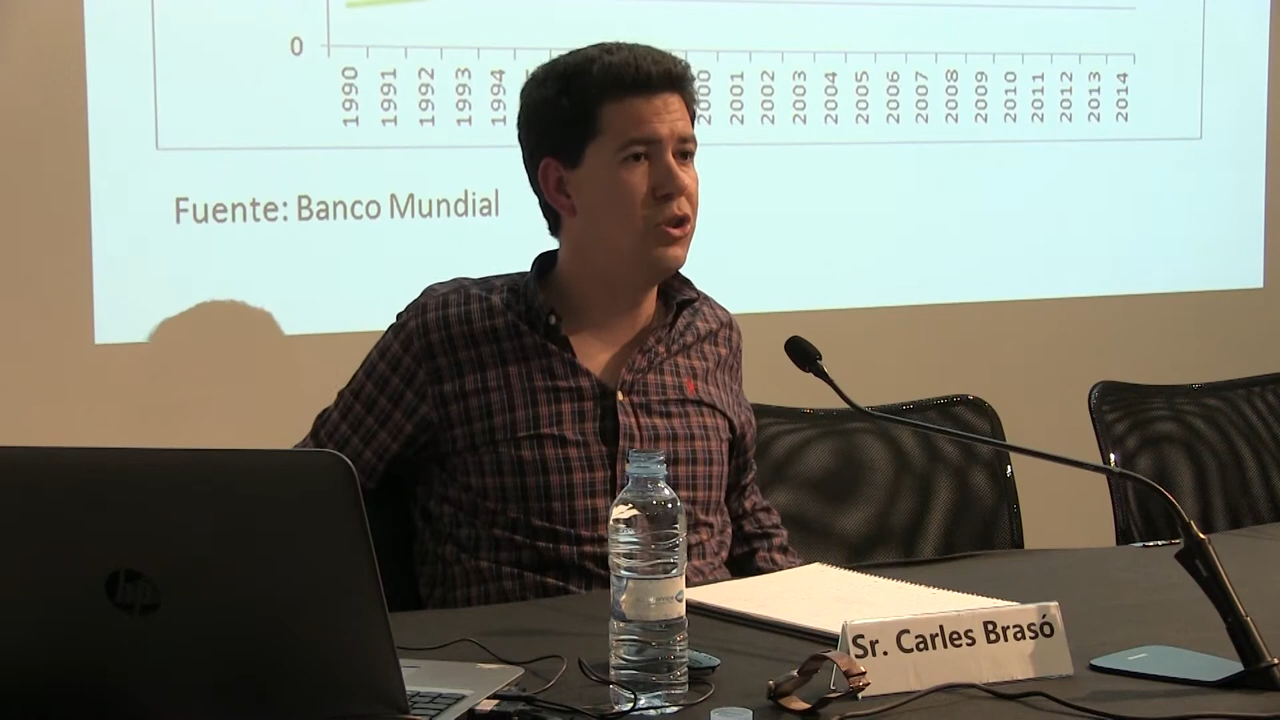 0
1990 1991 1992 1993 1994 2000 2001 2002 2003 2004 2005 2006 2007 2008 2009 2010 2011 2012 2013 2014
Fuente: Banco Mundial
hp
Sr. Carles Brasó